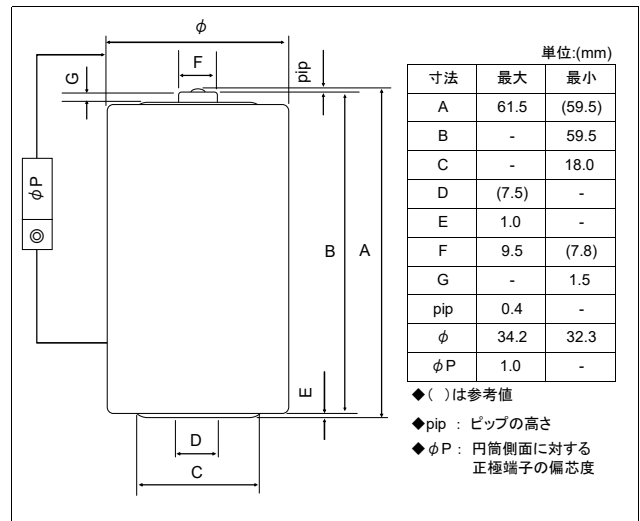 φ
F
G
pip
φP
◎
B
A
E
D
C
単位:(mm)
寸法 最大 最小
A 61.5 (59.5)
B - 59.5
C - 18.0
D (7.5) -
E 1.0 -
F 9.5 (7.8)
G - 1.5
pip 0.4 -
φ 34.2 32.3
φP 1.0 -
◆( )は参考値
◆pip : ピップの高さ
◆φP: 円筒側面に対する
正極端子の偏芯度